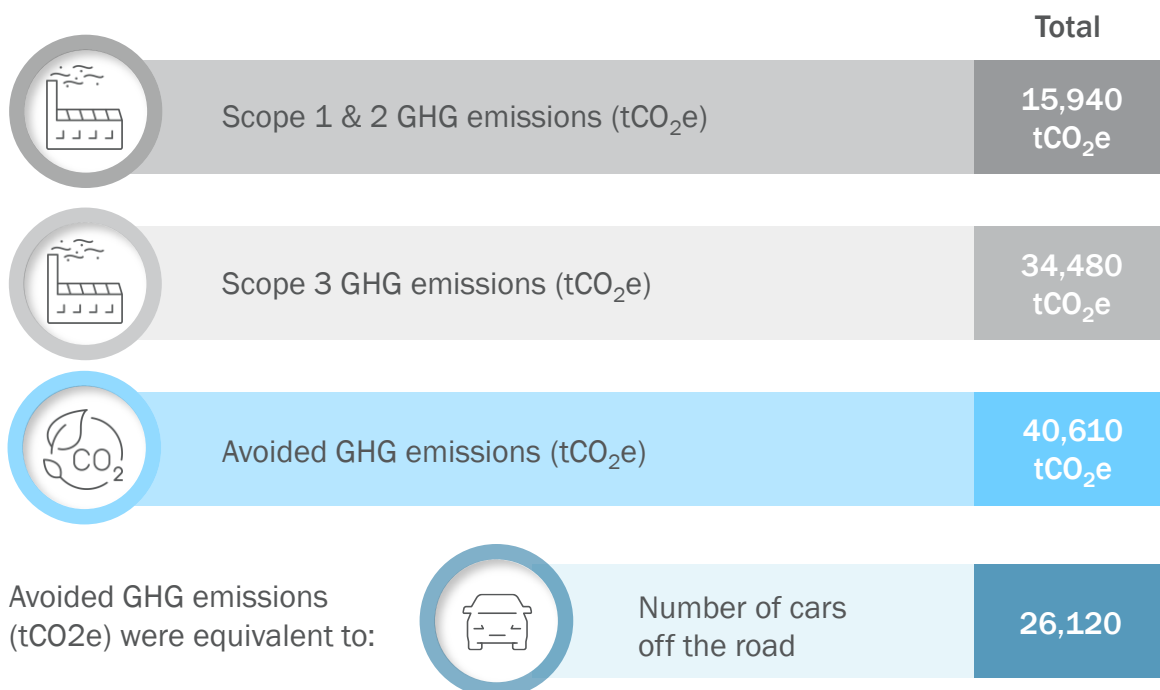 Total
Scope 1 & 2 GHG emissions (tCO₂e)
15,940
tCO₂e
Scope 3 GHG emissions (tCO₂e)
34,480
tCO₂e
CO₂
Avoided GHG emissions (tCO₂e)
40,610
tCO₂e
Avoided GHG emissions
(tCO2e) were equivalent to:
Number of cars
off the road
26,120